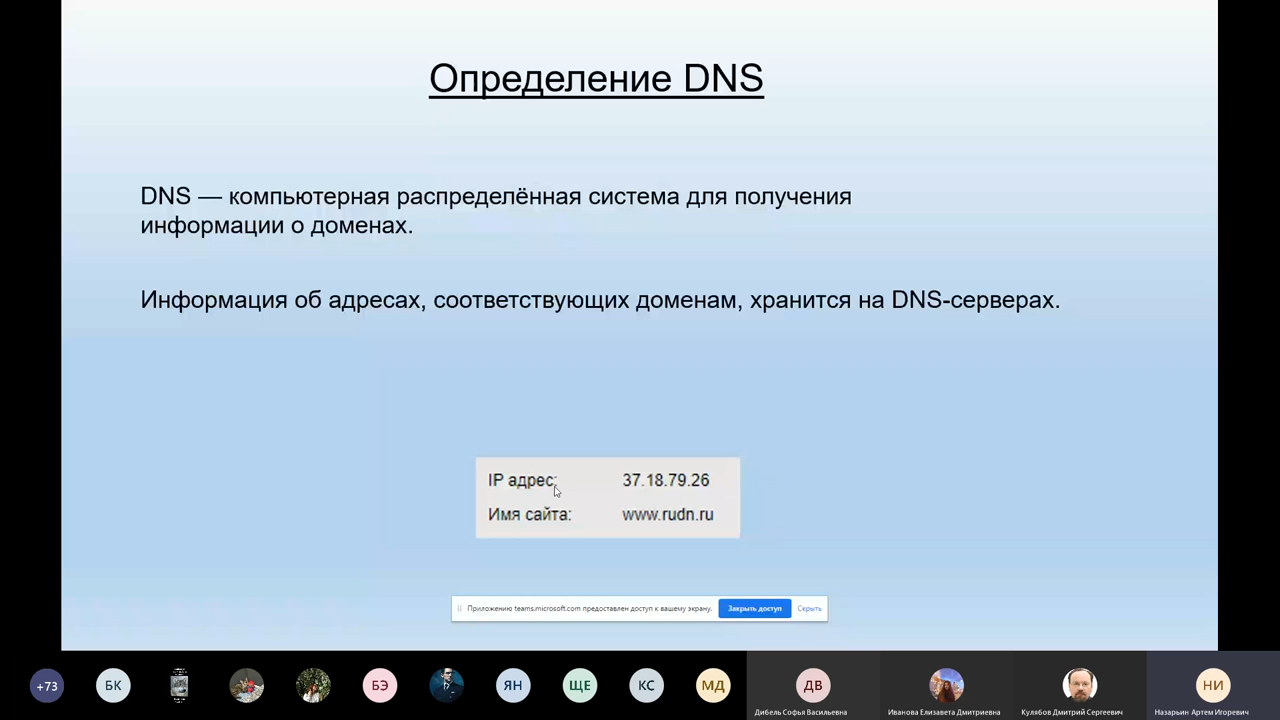 Определение DNS
DNS — компьютерная распределённая система для получения
информации о доменах.
Информация об адресах, соответствующих доменам, хранится на DNS-серверах.
IP адрес: 37.18.79.26
Имя сайта: www.rudn.ru
Приложению teams.microsoft.com предоставлен доступ к вашему экрану. Закрыть доступ Скрыть
+73 БК БЭ ЯН ЩЕ КС МД ДВ НИ
Дибель Софья Васильевна Иванова Елизавета Дмитриевна Кулябов Дмитрий Сергеевич Назарьин Артем Игоревич